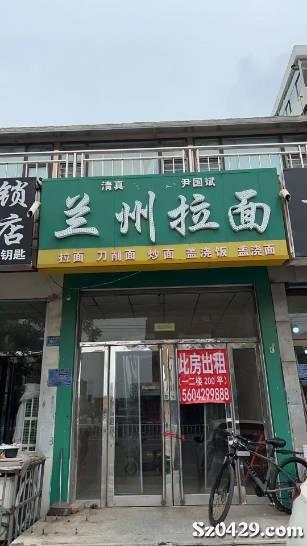 清真 尹国斌
兰州拉面
拉面 刀削面 炒面 盖浇饭 盖浇面
锁
店
钥匙
此房出租
(一二楼200平)
15604299888
Sz0429.com